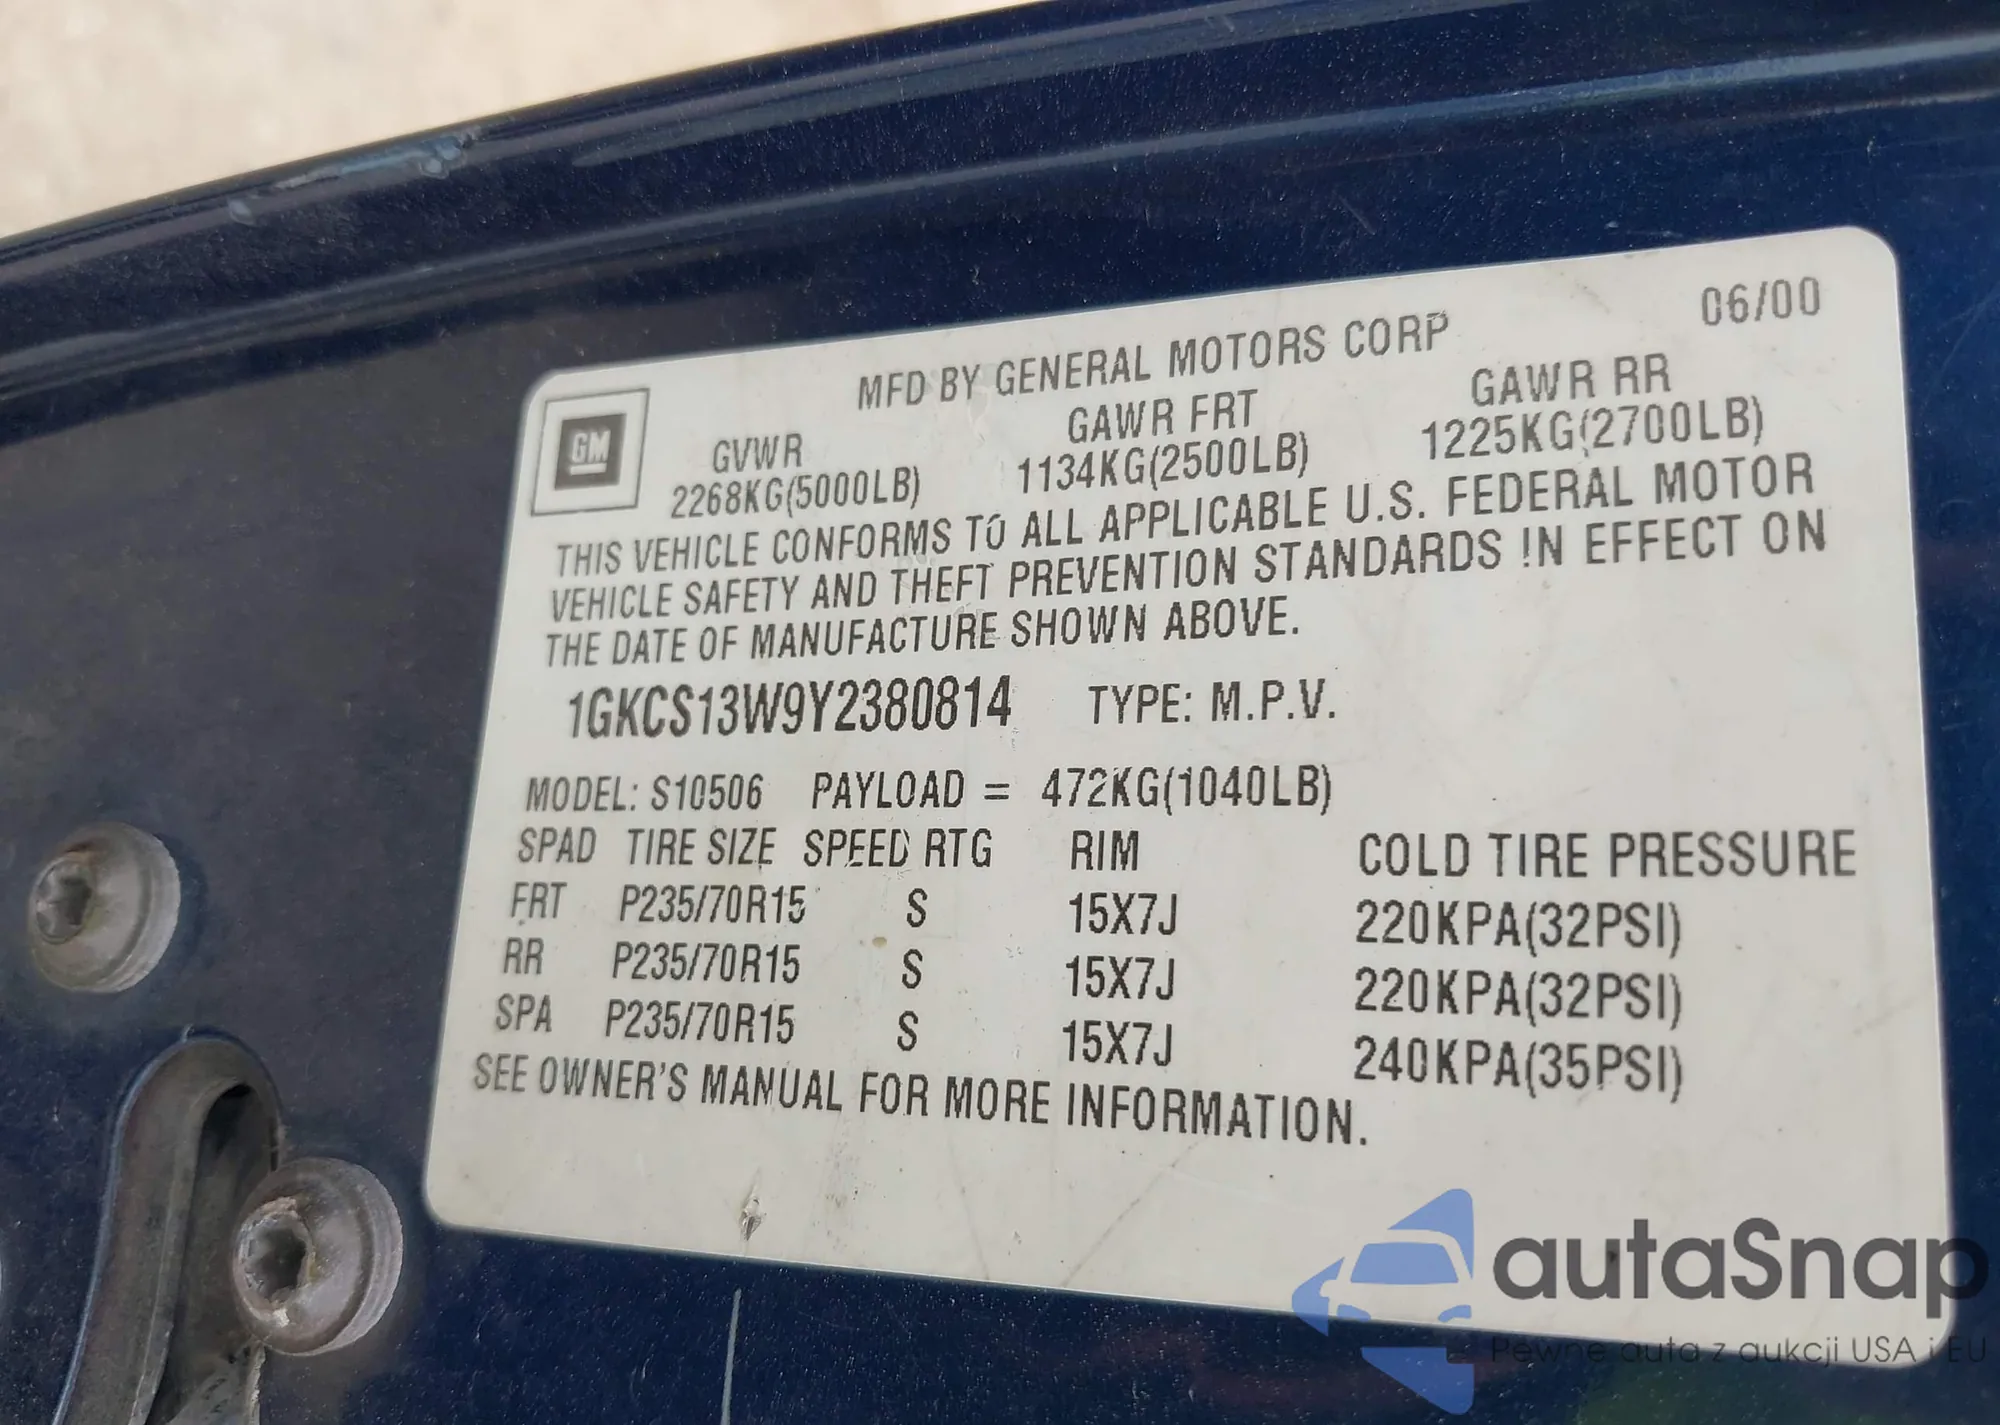 MFD BY GENERAL MOTORS CORP 06/00
GM
GVWR GAWR FRT GAWR RR
2268KG(5000LB) 1134KG(2500LB) 1225KG(2700LB)
THIS VEHICLE CONFORMS TO ALL APPLICABLE U.S. FEDERAL MOTOR
VEHICLE SAFETY AND THEFT PREVENTION STANDARDS IN EFFECT ON
THE DATE OF MANUFACTURE SHOWN ABOVE.
1GKCS13W9Y2380814 TYPE: M.P.V.
MODEL: S10506 PAYLOAD = 472KG(1040LB)
SPAD TIRE SIZE SPEED RTG RIM COLD TIRE PRESSURE
FRT P235/70R15 S 15X7J 220KPA(32PSI)
RR P235/70R15 S 15X7J 220KPA(32PSI)
SPA P235/70R15 S 15X7J 240KPA(35PSI)
SEE OWNER'S MANUAL FOR MORE INFORMATION.
autaSnap
Pewne auta z aukcji USA i EU